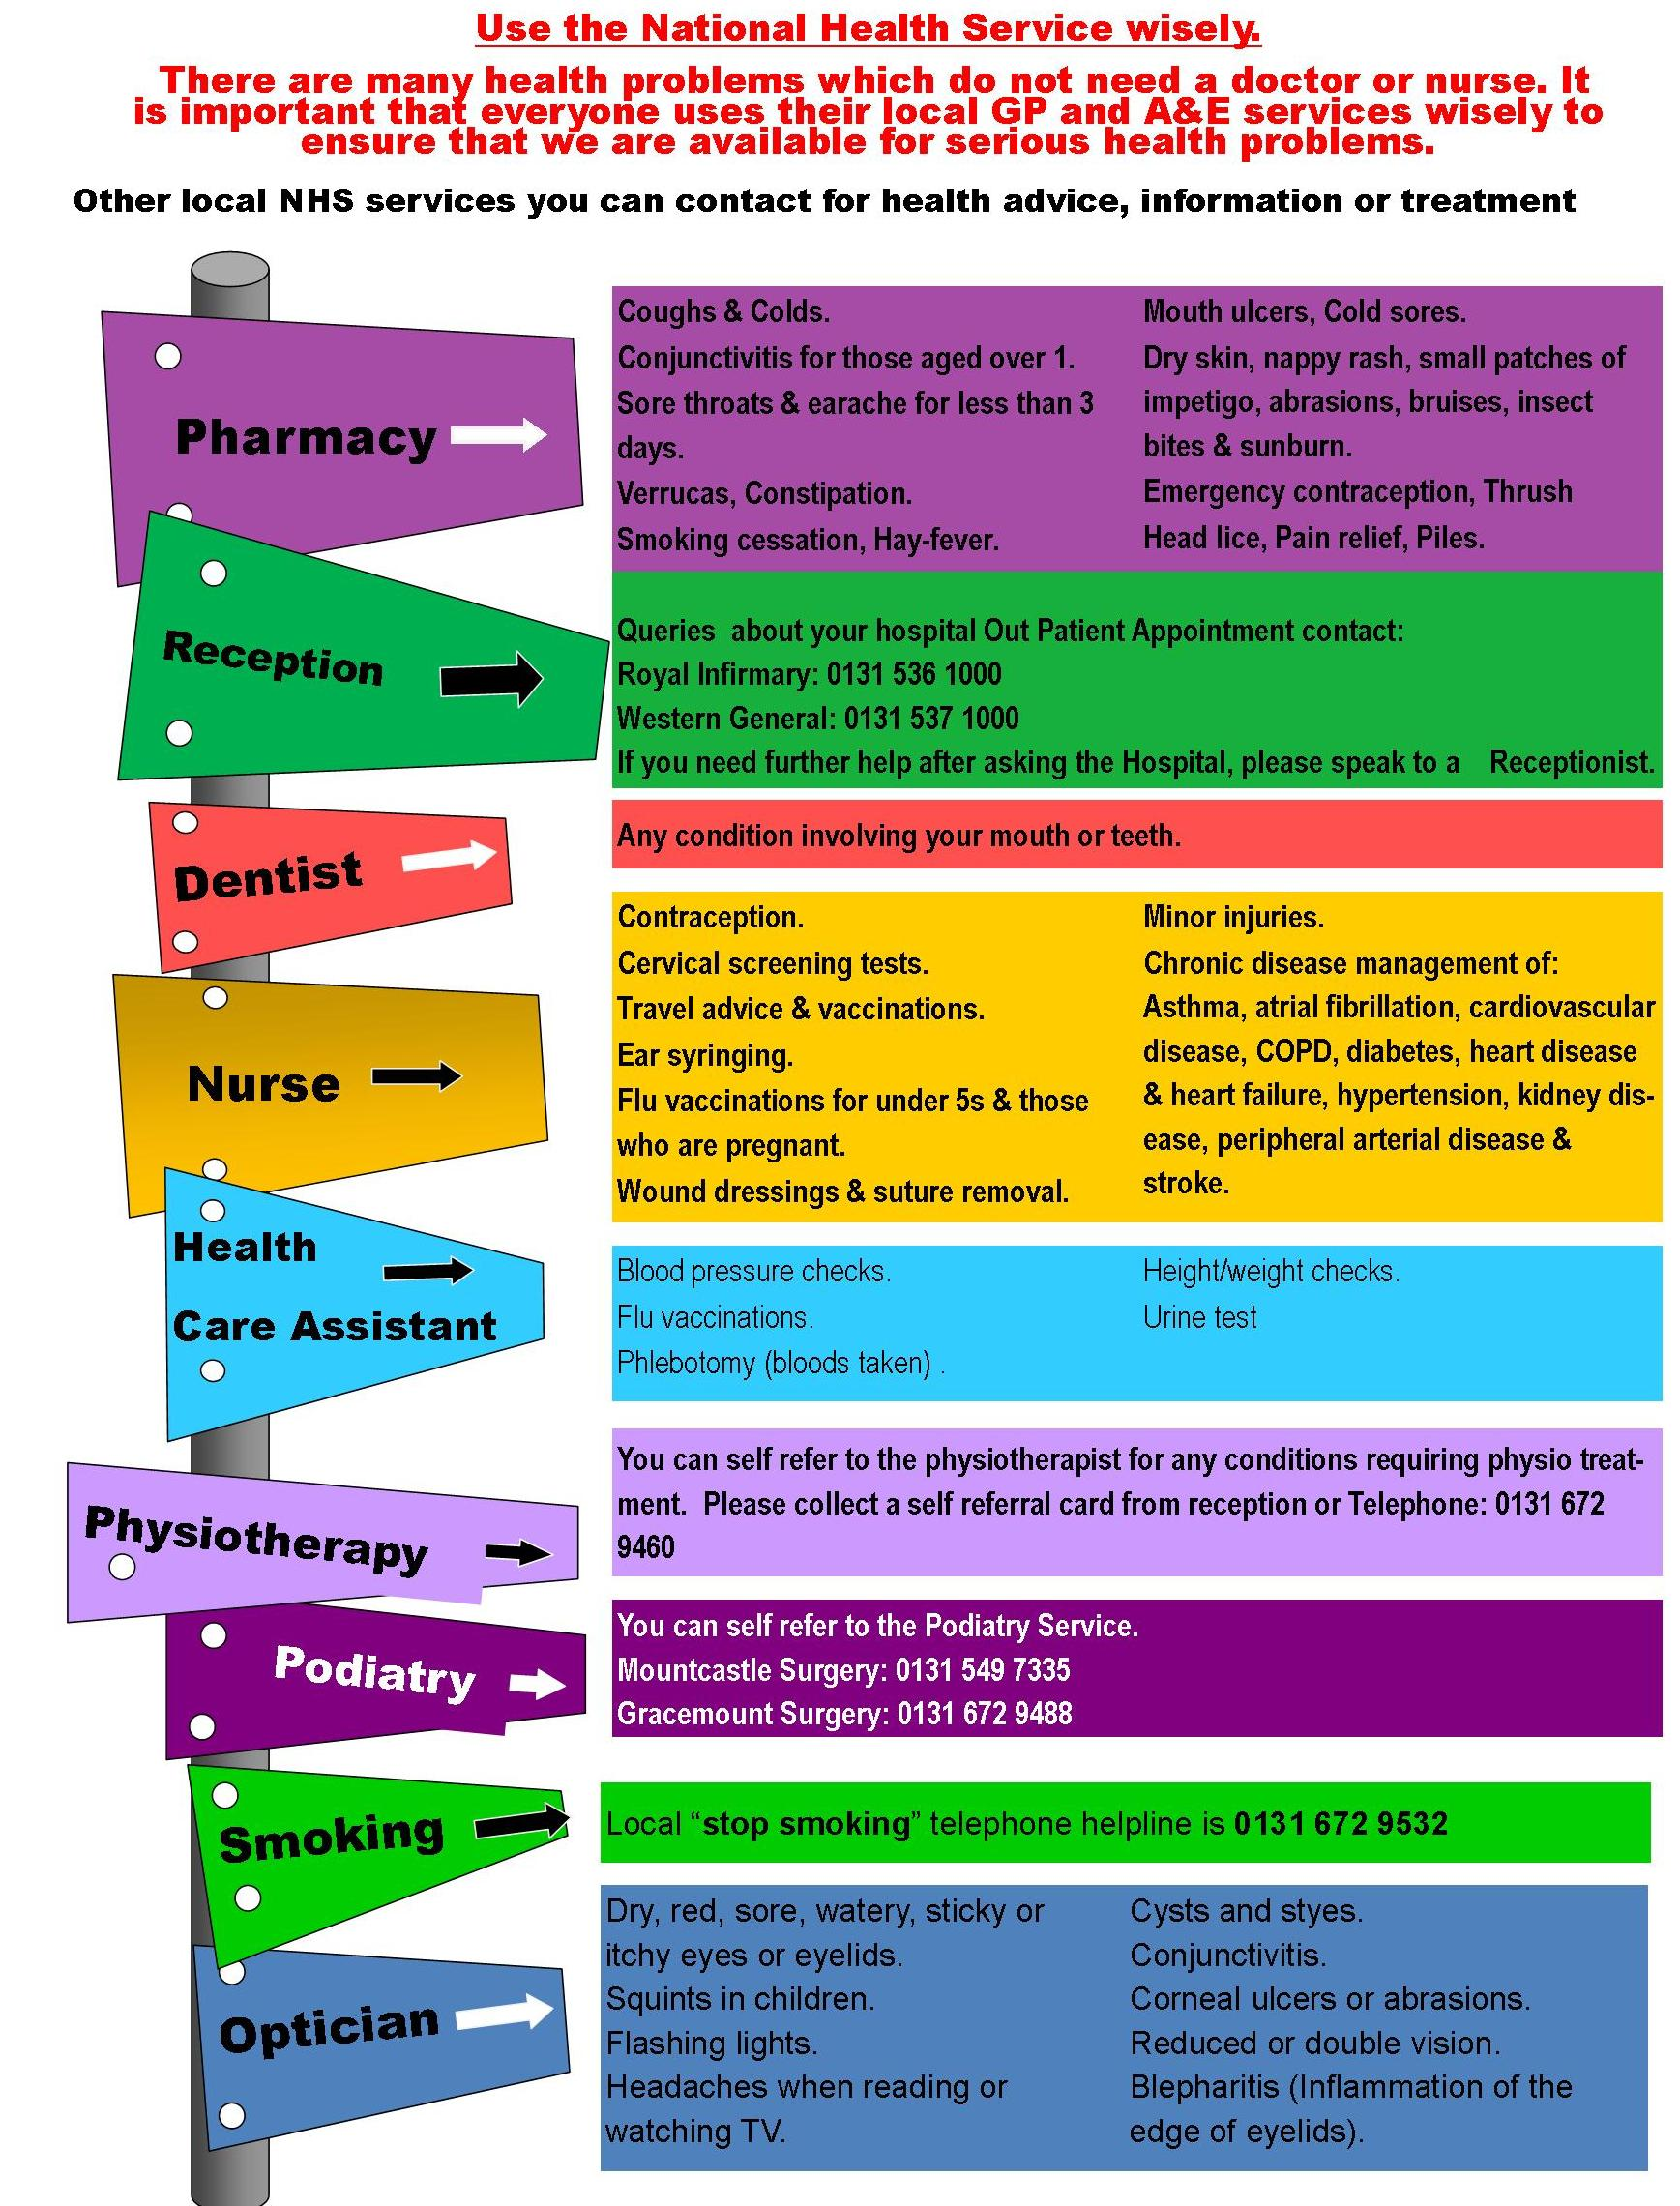 Use the National Health Service wisely.
There are many health problems which do not need a doctor or nurse. It
is important that everyone uses their local GP and A&E services wisely to
ensure that we are available for serious health problems.
Other local NHS services you can contact for health advice, information or treatment
Pharmacy
Coughs & Colds.
Conjunctivitis for those aged over 1.
Sore throats & earache for less than 3
days.
Verrucas, Constipation.
Smoking cessation, Hay-fever.
Mouth ulcers, Cold sores.
Dry skin, nappy rash, small patches of
impetigo, abrasions, bruises, insect
bites & sunburn.
Emergency contraception, Thrush
Head lice, Pain relief, Piles.
Reception
Queries about your hospital Out Patient Appointment contact:
Royal Infirmary: 0131 536 1000
Western General: 0131 537 1000
If you need further help after asking the Hospital, please speak to a Receptionist.
Dentist
Any condition involving your mouth or teeth.
Nurse
Contraception.
Cervical screening tests.
Travel advice & vaccinations.
Ear syringing.
Flu vaccinations for under 5s & those
who are pregnant.
Wound dressings & suture removal.
Minor injuries.
Chronic disease management of:
Asthma, atrial fibrillation, cardiovascular
disease, COPD, diabetes, heart disease
& heart failure, hypertension, kidney dis-
ease, peripheral arterial disease &
stroke.
Health
Care Assistant
Blood pressure checks.
Flu vaccinations.
Phlebotomy (bloods taken) .
Height/weight checks.
Urine test
Physiotherapy
You can self refer to the physiotherapist for any conditions requiring physio treat-
ment. Please collect a self referral card from reception or Telephone: 0131 672
9460
Podiatry
You can self refer to the Podiatry Service.
Mountcastle Surgery: 0131 549 7335
Gracemount Surgery: 0131 672 9488
Smoking
Local “stop smoking” telephone helpline is 0131 672 9532
Optician
Dry, red, sore, watery, sticky or
itchy eyes or eyelids.
Squints in children.
Flashing lights.
Headaches when reading or
watching TV.
Cysts and styes.
Conjunctivitis.
Corneal ulcers or abrasions.
Reduced or double vision.
Blepharitis (Inflammation of the
edge of eyelids).